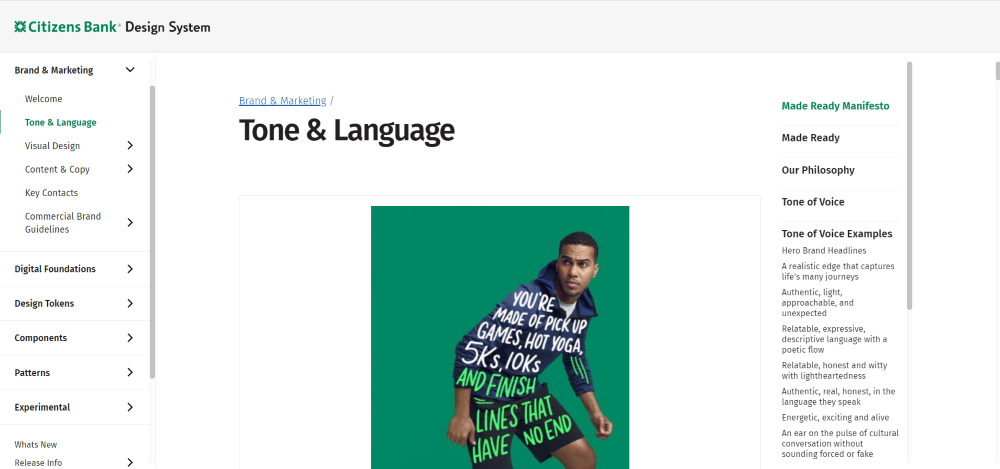 Citizens Bank® Design System
Brand & Marketing
Welcome
Tone & Language
Visual Design
Content & Copy
Key Contacts
Commercial Brand
Guidelines
Digital Foundations
Design Tokens
Components
Patterns
Experimental
Whats New
Release Info
Brand & Marketing /
Tone & Language
YOU'RE
MADE OF PICK UP
GAMES, HOT YOGA,
5Ks, 10Ks
AND FINISH
LINES THAT
HAVE NO END
Made Ready Manifesto
Made Ready
Our Philosophy
Tone of Voice
Tone of Voice Examples
Hero Brand Headlines
A realistic edge that captures
life's many journeys
Authentic, light,
approachable, and
unexpected
Relatable, expressive,
descriptive language with a
poetic flow
Relatable, honest and witty
with lightheartedness
Authentic, real, honest, in the
language they speak
Energetic, exciting and alive
An ear on the pulse of cultural
conversation without
sounding forced or fake